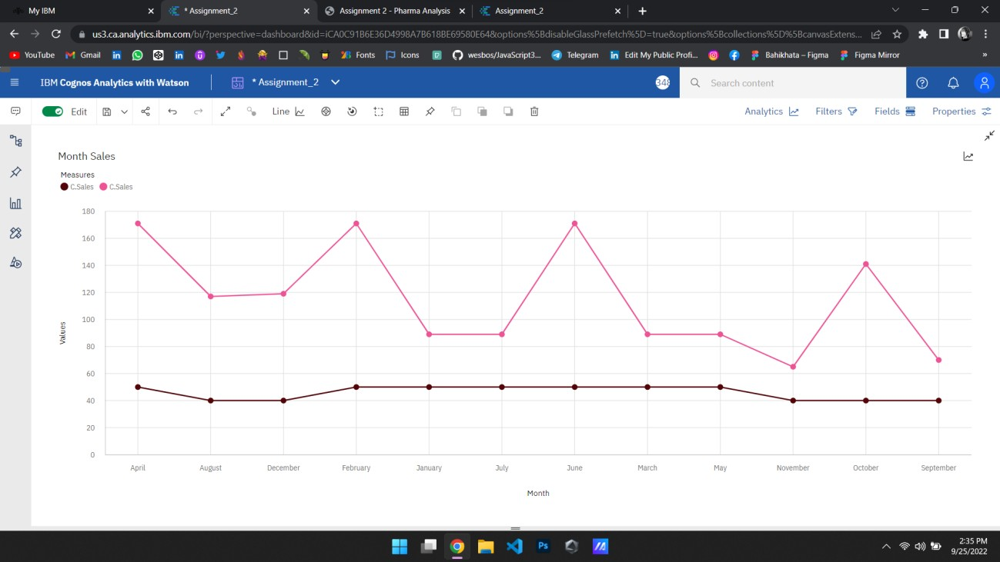 My IBM
* Assignment_2
Assignment 2 - Pharma Analysis
Assignment_2
us3.ca.analytics.ibm.com/bi/?perspective=dashboard&id=iCA0C91B6E36D4998A7B618BE69580E64&options%5BdisableGlassPrefetch%5D=true&options%5Bcollections%5D%5BcanvasExtens...
YouTube
Gmail
Fonts
Icons
wesbos/JavaScript3...
Telegram
Edit My Public Profi...
Bahikhata – Figma
Figma Mirror
»
IBM Cognos Analytics with Watson
* Assignment_2
Search content
Edit
Line
Analytics
Filters
Fields
Properties
Month Sales
Measures
C.Sales C.Sales
180
160
140
120
100
80
60
40
20
0
Values
April August December February January July June March May November October September
Month
Ps
2:35 PM
9/25/2022